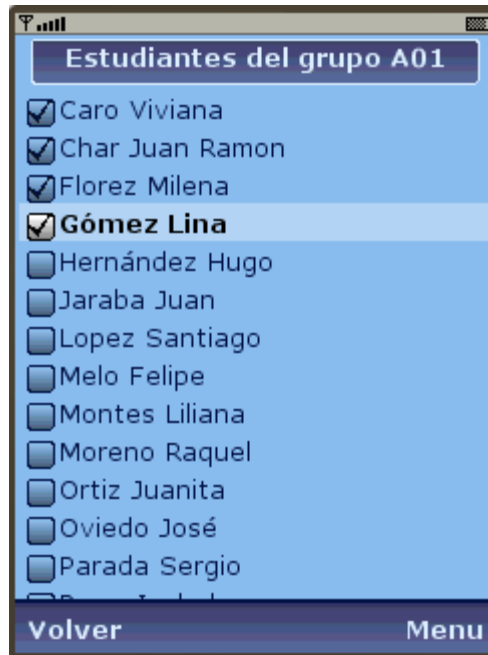 Estudiantes del grupo A01
Caro Viviana
Char Juan Ramon
Florez Milena
Gómez Lina
Hernández Hugo
Jaraba Juan
Lopez Santiago
Melo Felipe
Montes Liliana
Moreno Raquel
Ortiz Juanita
Oviedo José
Parada Sergio
Volver Menu